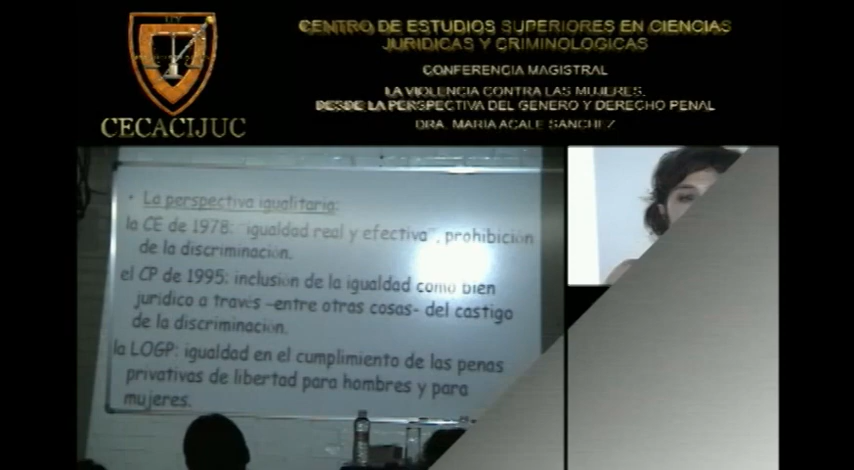 CENTRO DE ESTUDIOS SUPERIORES EN CIENCIAS
JURIDICAS Y CRIMINOLOGICAS
CONFERENCIA MAGISTRAL
LA VIOLENCIA CONTRA LAS MUJERES.
DESDE LA PERSPECTIVA DEL GENERO Y DERECHO PENAL
DRA. MARIA ACALE SANCHEZ
CECACIJUC
• La perspectiva igualitaria:
la CE de 1978: "igualdad real y efectiva", prohibición
de la discriminación.
el CP de 1995: inclusión de la igualdad como bien
jurídico a través -entre otras cosas- del castigo
de la discriminación.
la LOGP: igualdad en el cumplimiento de las penas
privativas de libertad para hombres y para
mujeres.